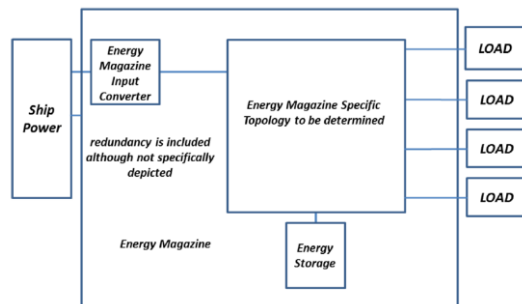 Ship
Power
Energy
Magazine
Input
Converter
redundancy is included
although not specifically
depicted
Energy Magazine
Energy Magazine Specific
Topology to be determined
Energy
Storage
LOAD
LOAD
LOAD
LOAD